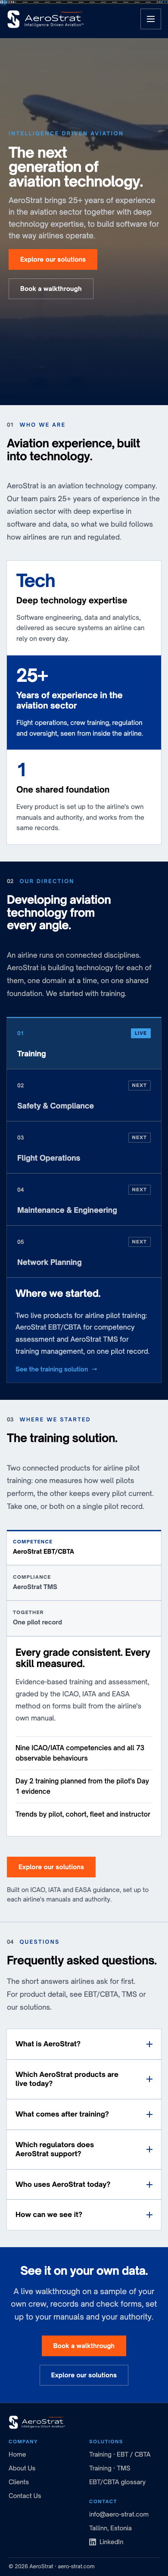 AeroStrat
Intelligence Driven Aviation
INTELLIGENCE DRIVEN AVIATION
The next
generation of
aviation technology.
AeroStrat brings 25+ years of experience
in the aviation sector together with deep
technology expertise, to build software for
the way airlines operate.
Explore our solutions
Book a walkthrough
01 WHO WE ARE
Aviation experience, built
into technology.
AeroStrat is an aviation technology company.
Our team pairs 25+ years of experience in the
aviation sector with deep expertise in
software and data, so what we build follows
how airlines are run and regulated.
Tech
Deep technology expertise
Software engineering, data and analytics,
delivered as secure systems an airline can
rely on every day.
25+
Years of experience in the
aviation sector
Flight operations, crew training, regulation
and oversight, seen from inside the airline.
1
One shared foundation
Every product is set up to the airline's own
manuals and authority, and works from the
same records.
02 OUR DIRECTION
Developing aviation
technology from
every angle.
An airline runs on connected disciplines.
AeroStrat is building technology for each of
them, one domain at a time, on one shared
foundation. We started with training.
01 LIVE
Training
02 NEXT
Safety & Compliance
03 NEXT
Flight Operations
04 NEXT
Maintenance & Engineering
05 NEXT
Network Planning
Where we started.
Two live products for airline pilot training:
AeroStrat EBT/CBTA for competency
assessment and AeroStrat TMS for
training management, on one pilot record.
See the training solution →
03 WHERE WE STARTED
The training solution.
Two connected products for airline pilot
training: one measures how well pilots
perform, the other keeps every pilot current.
Take one, or both on a single pilot record.
COMPETENCE
AeroStrat EBT/CBTA
COMPLIANCE
AeroStrat TMS
TOGETHER
One pilot record
Every grade consistent. Every
skill measured.
Evidence-based training and assessment,
graded by the ICAO, IATA and EASA
method on forms built from the airline's
own manual.
Nine ICAO/IATA competencies and all 73
observable behaviours
Day 2 training planned from the pilot's Day
1 evidence
Trends by pilot, cohort, fleet and instructor
Explore our solutions
Built on ICAO, IATA and EASA guidance, set up to
each airline's manuals and authority.
04 QUESTIONS
Frequently asked questions.
The short answers airlines ask for first.
For product detail, see EBT/CBTA, TMS or
our solutions.
What is AeroStrat?
Which AeroStrat products are
live today?
What comes after training?
Which regulators does
AeroStrat support?
Who uses AeroStrat today?
How can we see it?
See it on your own data.
A live walkthrough on a sample of your
own crew, records and check forms, set
up to your manuals and your authority.
Book a walkthrough
Explore our solutions
AeroStrat
Intelligence Driven Aviation
COMPANY
Home
About Us
Clients
Contact Us
SOLUTIONS
Training · EBT / CBTA
Training · TMS
EBT/CBTA glossary
CONTACT
info@aero-strat.com
Tallinn, Estonia
LinkedIn
© 2026 AeroStrat · aero-strat.com